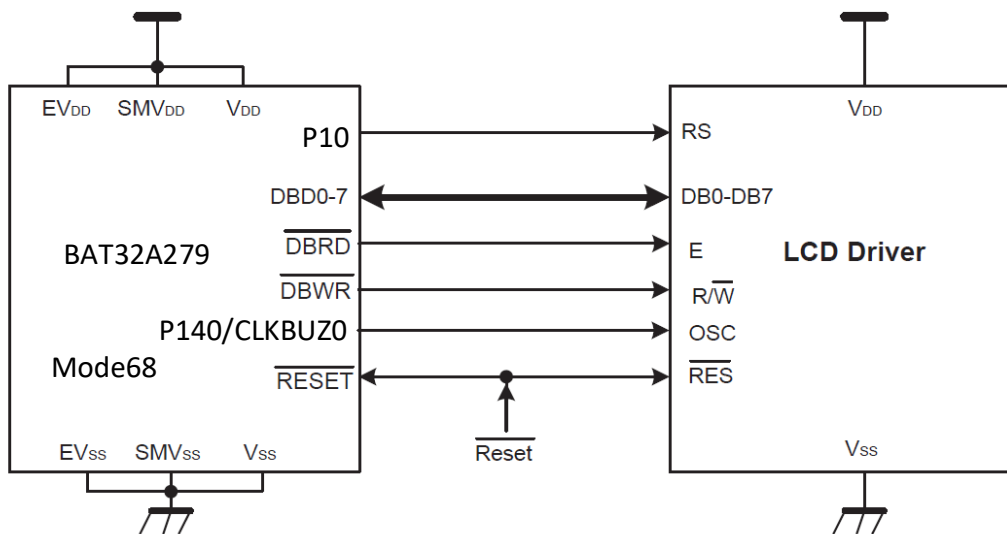 EVDD SMVDD VDD
VDD
P10
RS
DBD0-7
DB0-DB7
DBRD
E
BAT32A279
LCD Driver
DBWR
R/W
P140/CLKBUZ0
OSC
Mode68
RESET
RES
Reset
EVSS SMVSS VSS
VSS